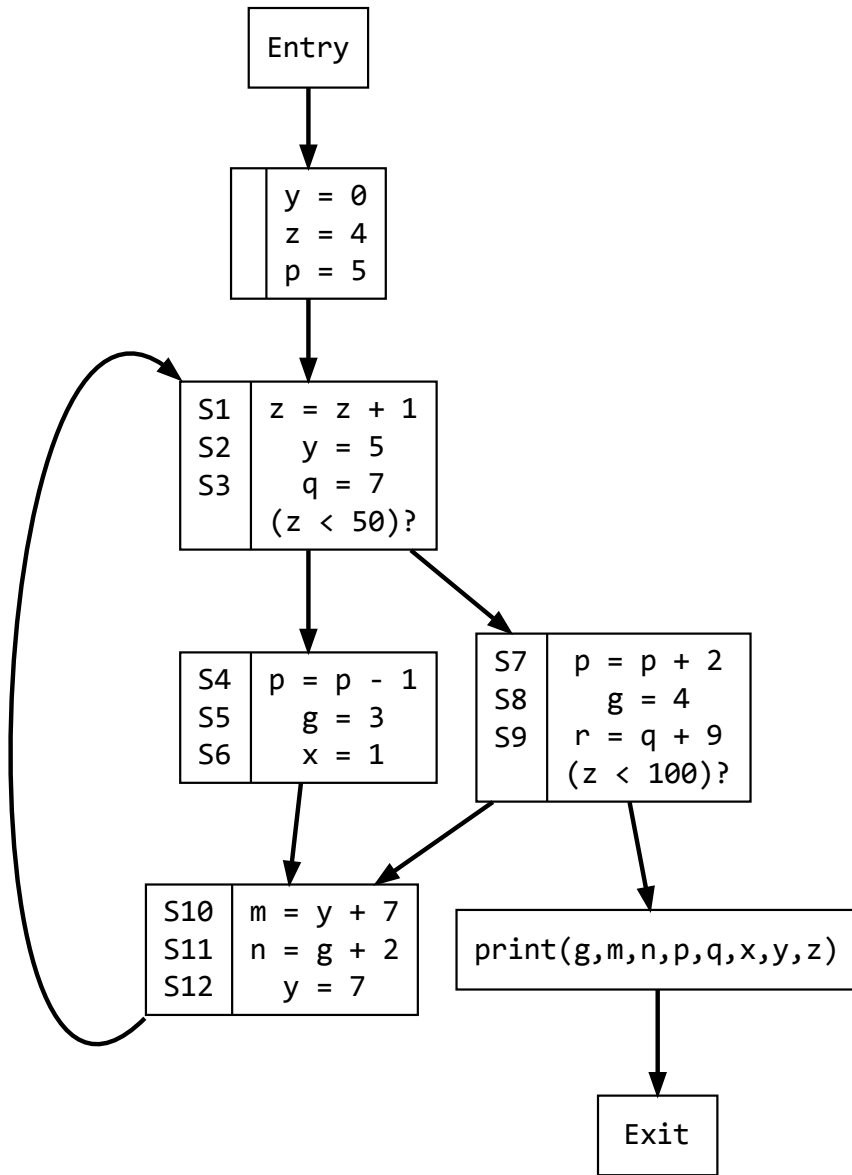 Entry
y = 0
z = 4
p = 5
S1 z = z + 1
S2 y = 5
S3 q = 7
(z < 50)?
S4 p = p - 1
S5 g = 3
S6 x = 1
S7 p = p + 2
S8 g = 4
S9 r = q + 9
(z < 100)?
S10 m = y + 7
S11 n = g + 2
S12 y = 7
print(g,m,n,p,q,x,y,z)
Exit